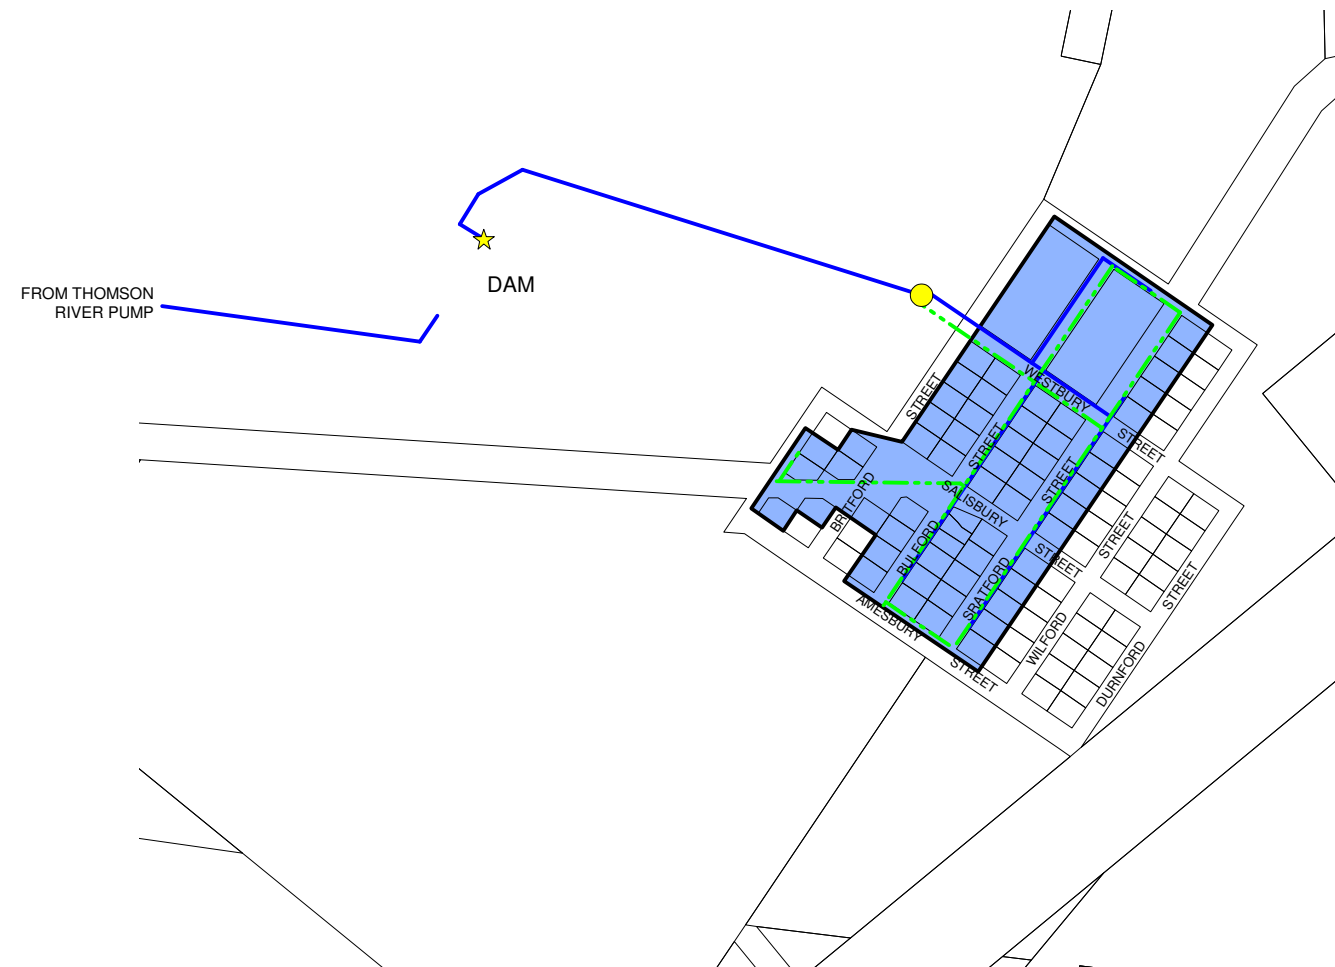 DAM
FROM THOMSON
RIVER PUMP
STREET
WESTBURY
STREET
STREET
STREET
SALISBURY
STREET
BRITFORD
BULFORD
STREET
SRATFORD
AMESBURY
STREET
WILFORD
STREET
DURNFORD